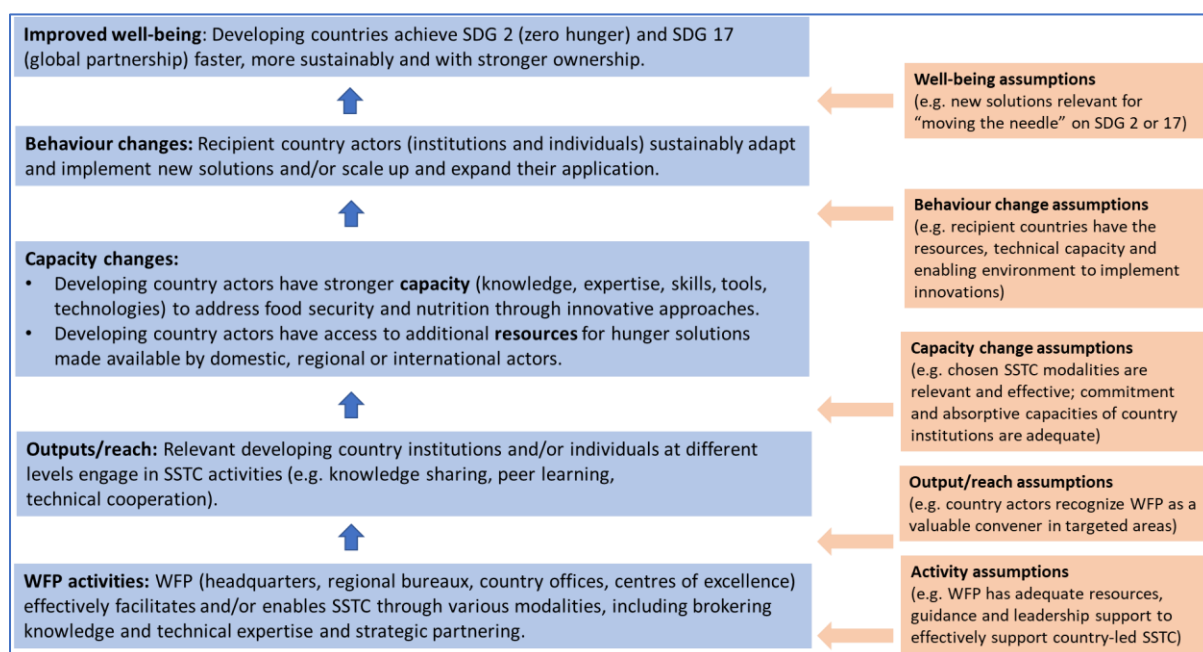 Improved well-being: Developing countries achieve SDG 2 (zero hunger) and SDG 17
(global partnership) faster, more sustainably and with stronger ownership.
Well-being assumptions
(e.g. new solutions relevant for
“moving the needle” on SDG 2 or 17)
Behaviour changes: Recipient country actors (institutions and individuals) sustainably adapt
and implement new solutions and/or scale up and expand their application.
Behaviour change assumptions
(e.g. recipient countries have the
resources, technical capacity and
enabling environment to implement
innovations)
Capacity changes:
• Developing country actors have stronger capacity (knowledge, expertise, skills, tools,
technologies) to address food security and nutrition through innovative approaches.
• Developing country actors have access to additional resources for hunger solutions
made available by domestic, regional or international actors.
Capacity change assumptions
(e.g. chosen SSTC modalities are
relevant and effective; commitment
and absorptive capacities of country
institutions are adequate)
Outputs/reach: Relevant developing country institutions and/or individuals at different
levels engage in SSTC activities (e.g. knowledge sharing, peer learning,
technical cooperation).
Output/reach assumptions
(e.g. country actors recognize WFP as a
valuable convener in targeted areas)
WFP activities: WFP (headquarters, regional bureaux, country offices, centres of excellence)
effectively facilitates and/or enables SSTC through various modalities, including brokering
knowledge and technical expertise and strategic partnering.
Activity assumptions
(e.g. WFP has adequate resources,
guidance and leadership support to
effectively support country-led SSTC)